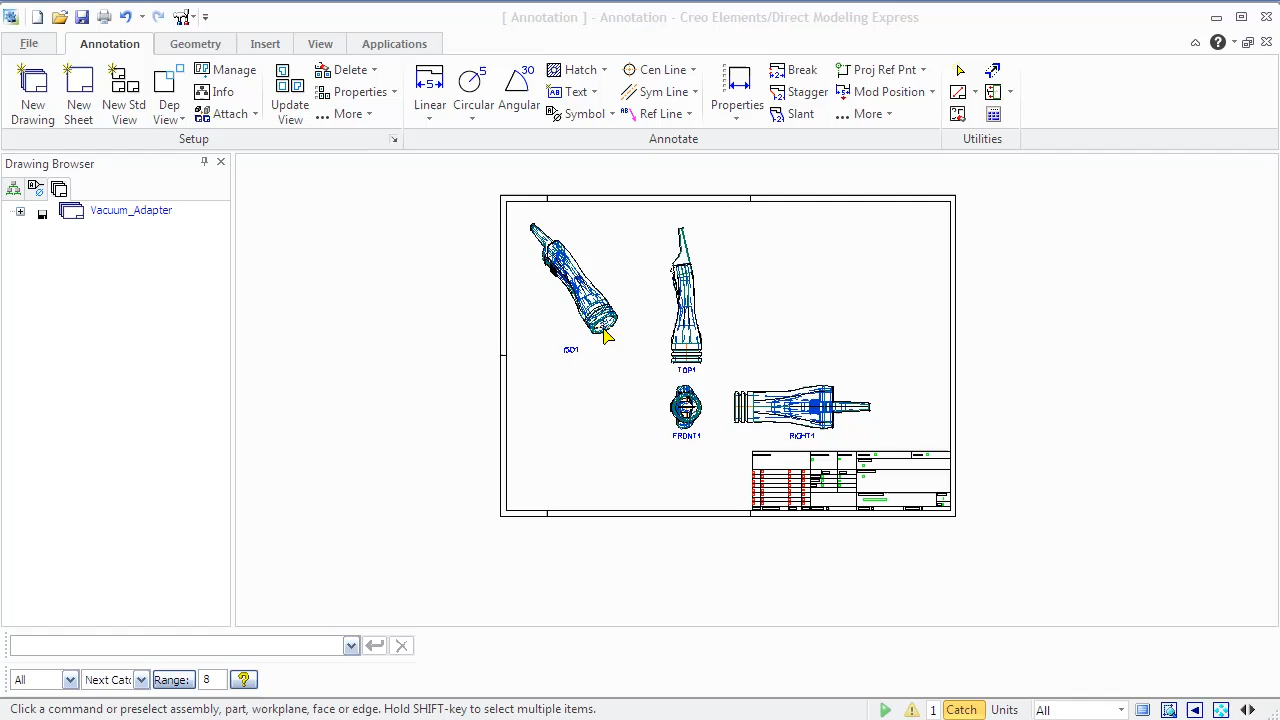 [ Annotation ] - Annotation - Creo Elements/Direct Modeling Express
File
Annotation
Geometry
Insert
View
Applications
New Drawing
New Sheet
New Std View
Dep View
Manage
Info
Attach
Update View
Delete
Properties
... More
Setup
Linear
5
Circular
30
Angular
Hatch
Text
Symbol
Cen Line
Sym Line
Ref Line
Properties
Break
Stagger
Slant
Proj Ref Pnt
Mod Position
... More
Annotate
Utilities
Drawing Browser
Vacuum_Adapter
ISO1
TOP1
FRONT1
RIGHT1
All
Next Catc
Range:
8
Click a command or preselect assembly, part, workplane, face or edge. Hold SHIFT-key to select multiple items.
1
Catch
Units
All